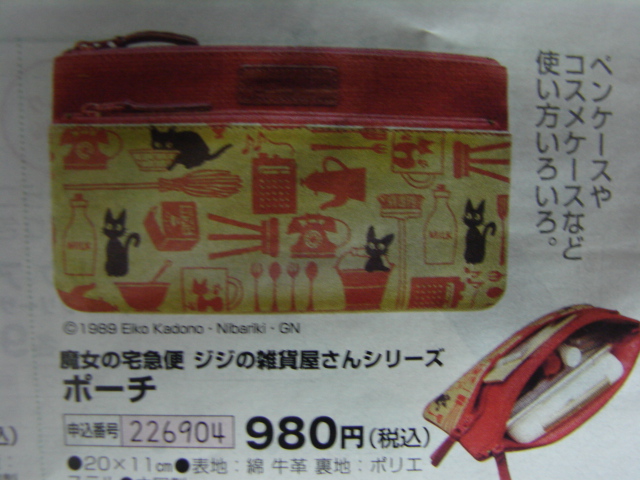 ペンケースや
コスメケースなど
使い方いろいろ。
MILK
MILK
©1989 Eiko Kadono・Nibariki・GN
魔女の宅急便 ジジの雑貨屋さんシリーズ
ポーチ
申込番号 226904 980円(税込)
●20×11cm●表地：綿 牛革 裏地：ポリエ